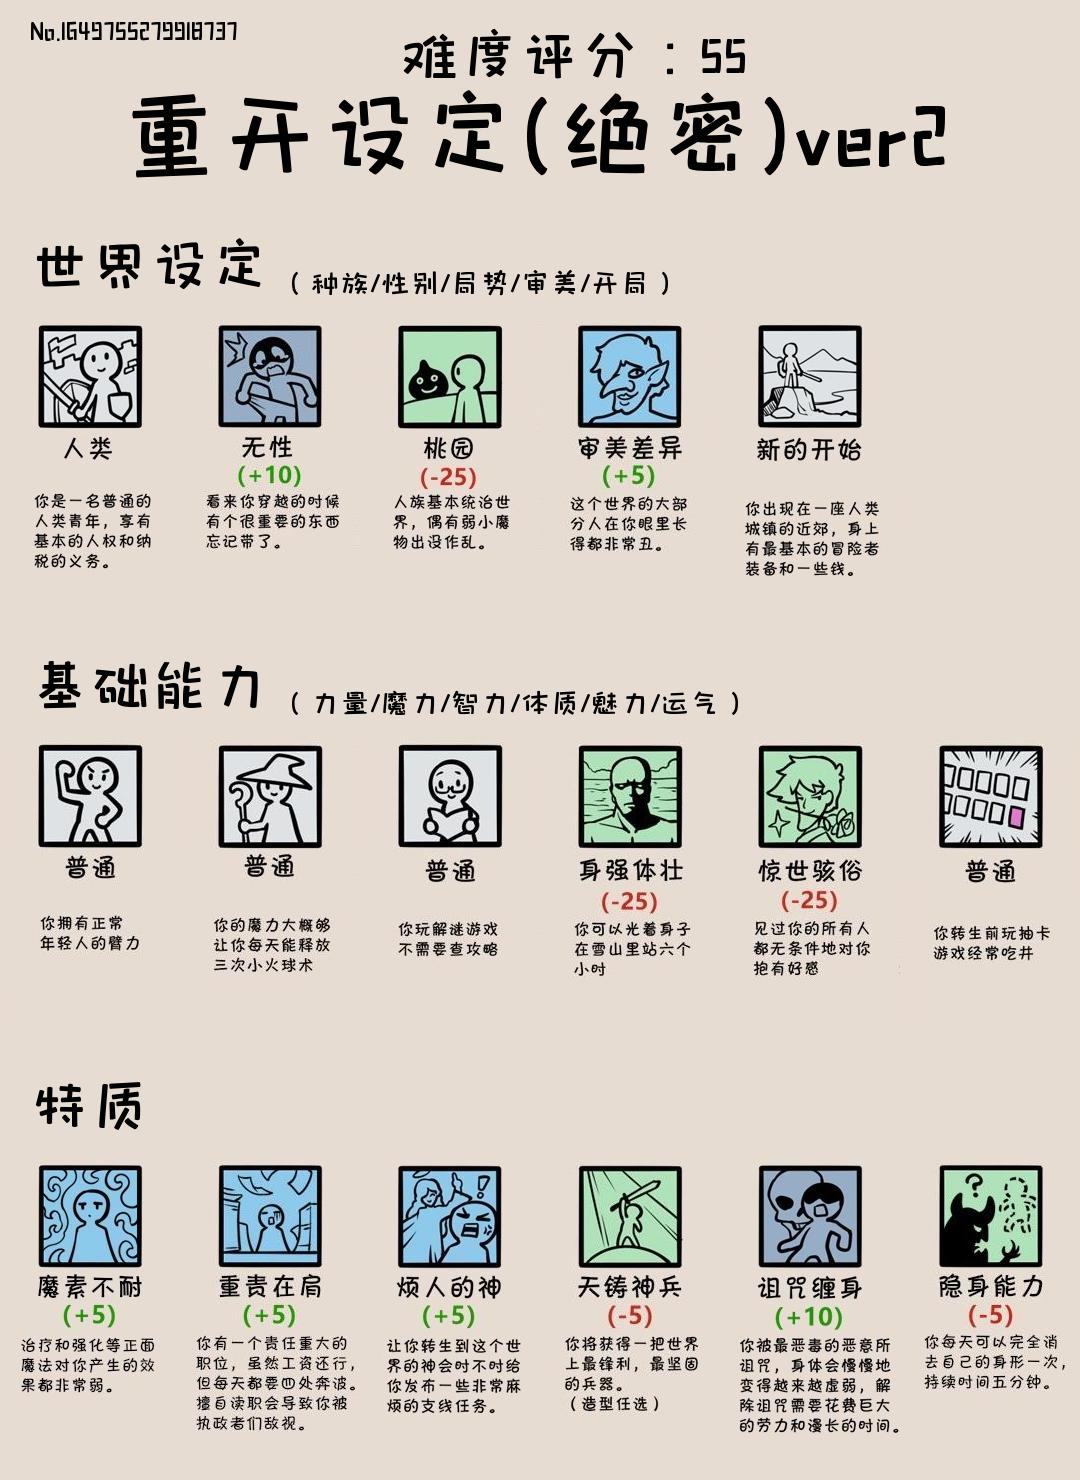 No.1649755279918737
难度评分：55
重开设定(绝密)ver2
世界设定 （种族/性别/局势/审美/开局）
人类
你是一名普通的
人类青年，享有
基本的人权和纳
税的义务。
无性
(+10)
看来你穿越的时候
有个很重要的东西
忘记带了。
桃园
(-25)
人族基本统治世
界，偶有弱小魔
物出没作乱。
审美差异
(+5)
这个世界的大部
分人在你眼里长
得都非常丑。
新的开始
你出现在一座人类
城镇的近郊，身上
有最基本的冒险者
装备和一些钱。
基础能力 （力量/魔力/智力/体质/魅力/运气）
普通
你拥有正常
年轻人的臂力
普通
你的魔力大概够
让你每天能释放
三次小火球术
普通
你玩解谜游戏
不需要查攻略
身强体壮
(-25)
你可以光着身子
在雪山里站六个
小时
惊世骇俗
(-25)
见过你的所有人
都无条件地对你
抱有好感
普通
你转生前玩抽卡
游戏经常吃井
特质
魔素不耐
(+5)
治疗和强化等正面
魔法对你产生的效
果都非常弱。
重责在肩
(+5)
你有一个责任重大的
职位，虽然工资还行，
但每天都要四处奔波。
擅自读职会导致你被
执政者们敌视。
烦人的神
(+5)
让你转生到这个世
界的神会时不时给
你发布一些非常麻
烦的支线任务。
天铸神兵
(-5)
你将获得一把世界
上最锋利，最坚固
的兵器。
（造型任选）
诅咒缠身
(+10)
你被最恶毒的恶意所
诅咒，身体会慢慢地
变得越来越虚弱，解
除诅咒需要花费巨大
的劳力和漫长的时间。
隐身能力
(-5)
你每天可以完全消
去自己的身形一次，
持续时间五分钟。